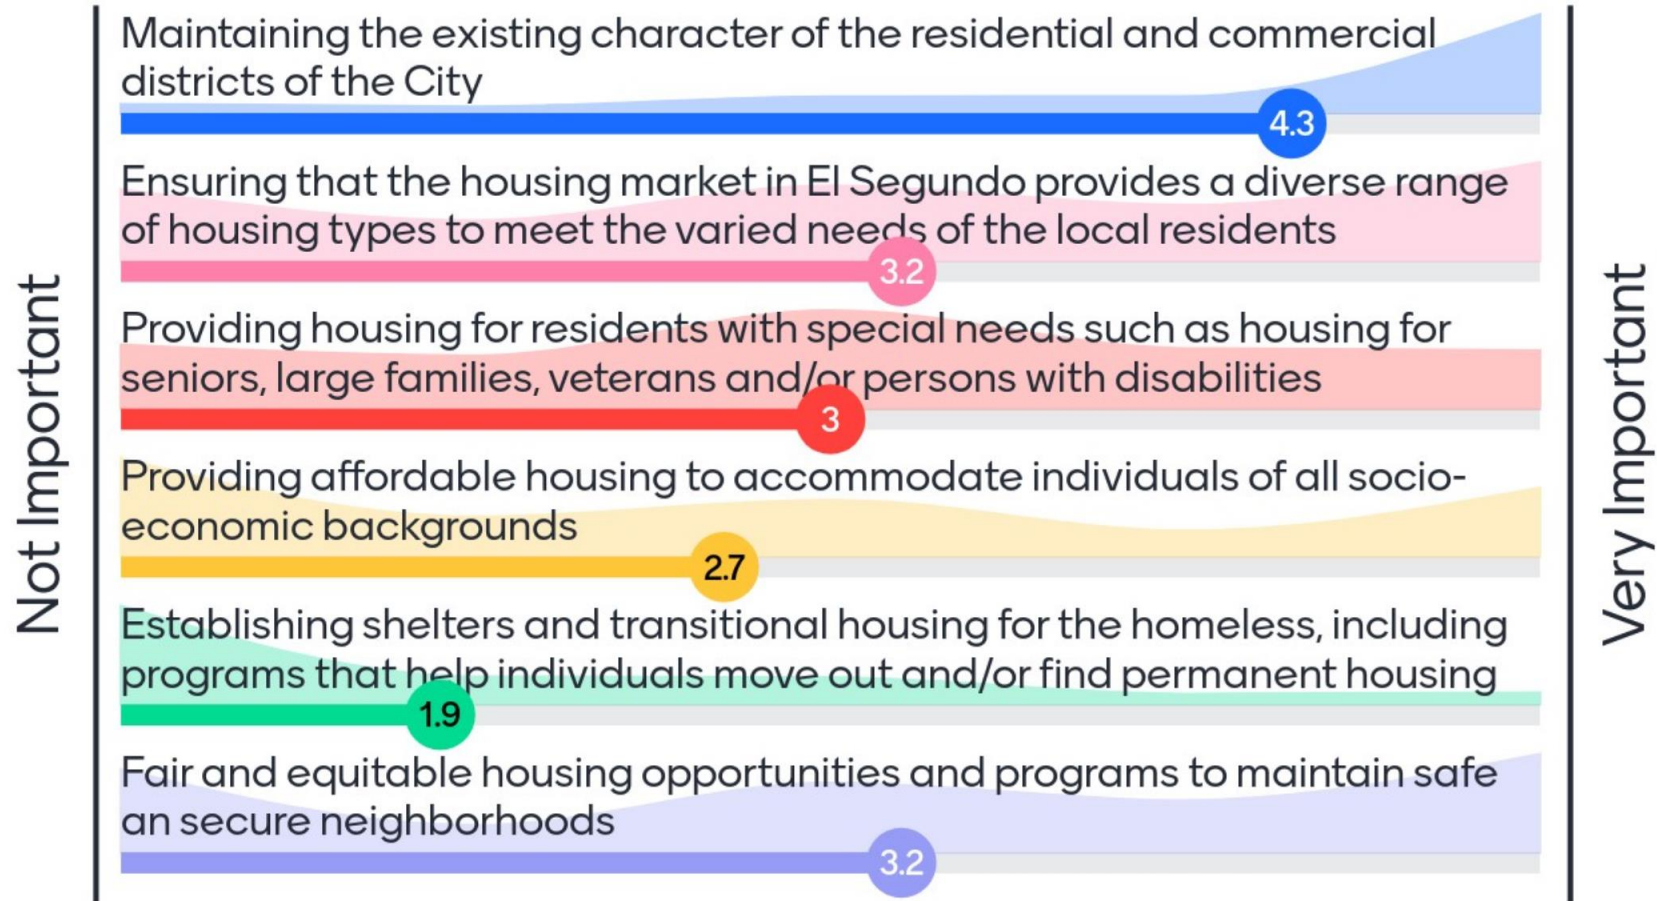 Maintaining the existing character of the residential and commercial
districts of the City
4.3
Ensuring that the housing market in El Segundo provides a diverse range
of housing types to meet the varied needs of the local residents
3.2
Providing housing for residents with special needs such as housing for
seniors, large families, veterans and/or persons with disabilities
3
Providing affordable housing to accommodate individuals of all socio-
economic backgrounds
2.7
Establishing shelters and transitional housing for the homeless, including
programs that help individuals move out and/or find permanent housing
1.9
Fair and equitable housing opportunities and programs to maintain safe
an secure neighborhoods
3.2
Not Important
Very Important